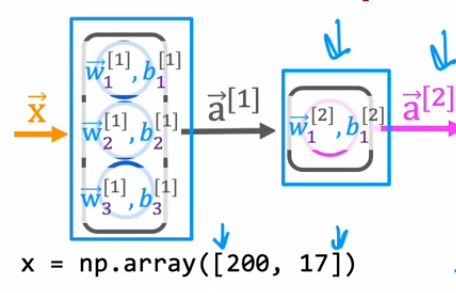 w⃗₁^[1], b₁^[1]
x⃗
w⃗₂^[1], b₂^[1]
a⃗^[1]
w⃗₁^[2], b₁^[2]
a⃗^[2]
w⃗₃^[1], b₃^[1]
x = np.array([200, 17])